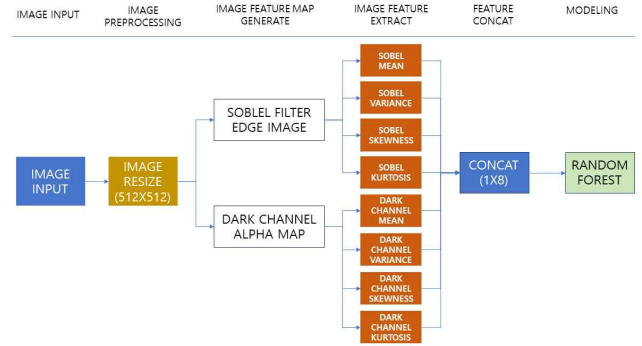 IMAGE INPUT
IMAGE
PREPROCESSING
IMAGE FEATURE MAP
GENERATE
IMAGE FEATURE
EXTRACT
FEATURE
CONCAT
MODELING
IMAGE
INPUT
IMAGE
RESIZE
(512X512)
SOBLEL FILTER
EDGE IMAGE
DARK CHANNEL
ALPHA MAP
SOBEL
MEAN
SOBEL
VARIANCE
SOBEL
SKEWNESS
SOBEL
KURTOSIS
DARK
CHANNEL
MEAN
DARK
CHANNEL
VARIANCE
DARK
CHANNEL
SKEWNESS
DARK
CHANNEL
KURTOSIS
CONCAT
(1X8)
RANDOM
FOREST